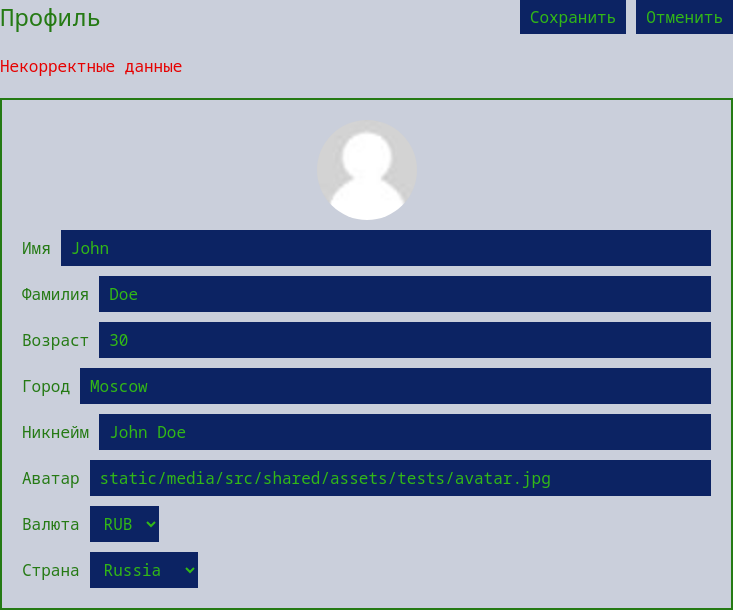 Профиль Сохранить Отменить
Некорректные данные
Имя John
Фамилия Doe
Возраст 30
Город Moscow
Никнейм John Doe
Аватар static/media/src/shared/assets/tests/avatar.jpg
Валюта RUB
Страна Russia